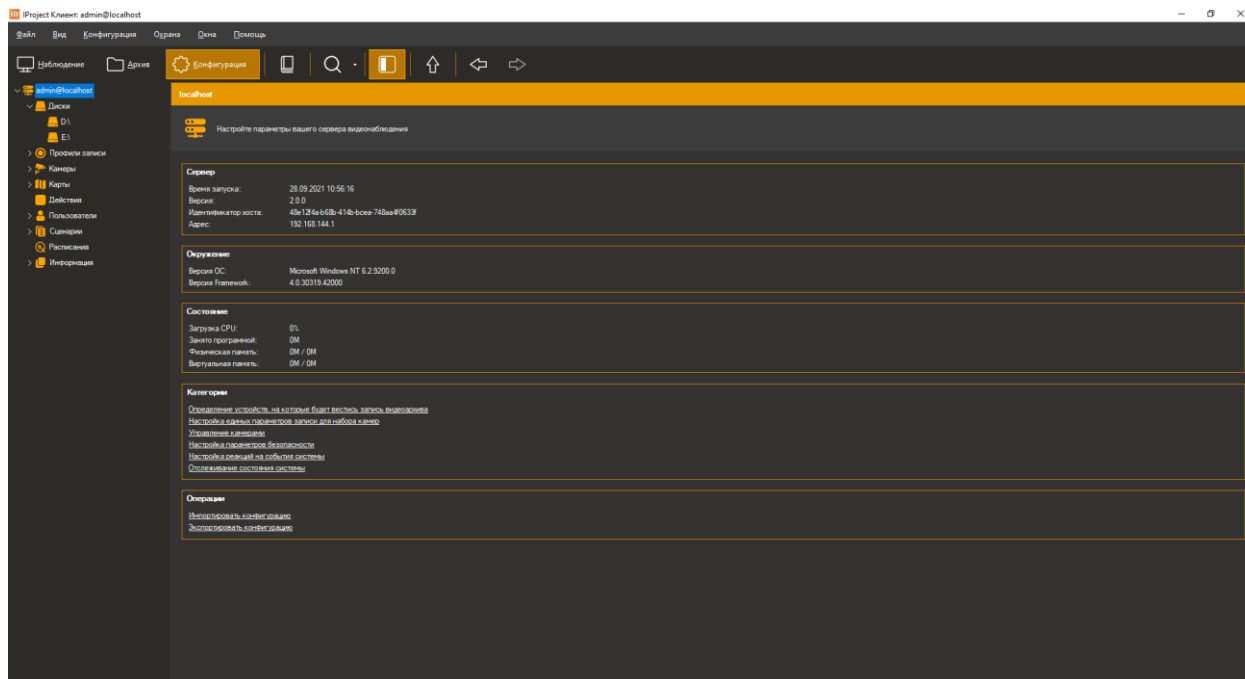 IProject Клиент: admin@localhost
Файл Вид Конфигурация Охрана Окна Помощь
Наблюдение Архив Конфигурация
admin@localhost
Диски
D:\
E:\
Профили записи
Камеры
Карты
Действия
Пользователи
Сценарии
Расписания
Информация
localhost
Настройте параметры вашего сервера видеонаблюдения
Сервер
Время запуска: 28.09.2021 10:56:16
Версия: 2.0.0
Идентификатор хоста: 48e12f4a-b68b-414b-bcea-748aa4f0633f
Адрес: 192.168.144.1
Окружение
Версия ОС: Microsoft Windows NT 6.2.9200.0
Версия Framework: 4.0.30319.42000
Состояние
Загрузка CPU: 0%
Занято программой: 0M
Физическая память: 0M / 0M
Виртуальная память: 0M / 0M
Категории
Определение устройств, на которые будет вестись запись видеоархива
Настройка единых параметров записи для набора камер
Управление камерами
Настройка параметров безопасности
Настройка реакций на события системы
Отслеживание состояния системы
Операции
Импортировать конфигурацию
Экспортировать конфигурацию